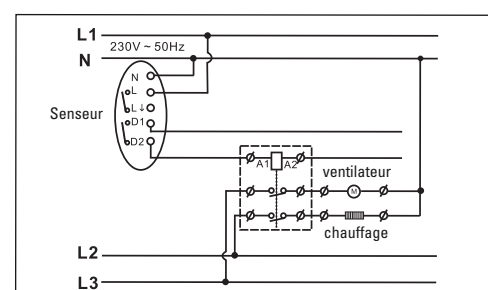 L1
230V ~ 50Hz
N
N
L
Senseur
L↓
D1
D2
A1 A2
ventilateur
M
chauffage
L2
L3